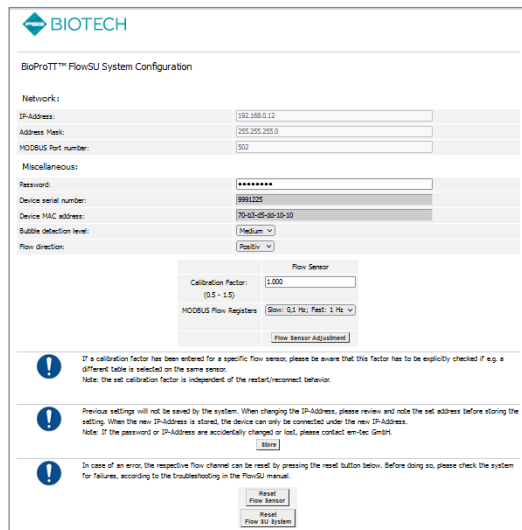 BIOTECH
BioProTT™ FlowSU System Configuration
Network:
IP-Address: 192.168.0.12
Address Mask: 255.255.255.0
MODBUS Port number: 502
Miscellaneous:
Password: ••••••••
Device serial number: 9991225
Device MAC address: 70-b3-d5-dd-10-10
Bubble detection level: Medium
Flow direction: Positiv
Flow Sensor
Calibration Factor: 1.000
(0.5 - 1.5)
MODBUS Flow Registers Slow: 0,1 Hz; Fast: 1 Hz
Flow Sensor Adjustment
If a calibration factor has been entered for a specific flow sensor, please be aware that this factor has to be explicitly checked if e.g. a
different table is selected on the same sensor.
Note: the set calibration factor is independent of the restart/reconnect behavior.
Previous settings will not be saved by the system. When changing the IP-Address, please review and note the set address before storing the
setting. When the new IP-Address is stored, the device can only be connected under the new IP-Address.
Note: If the password or IP-Address are accidentally changed or lost, please contact em-tec GmbH.
Store
In case of an error, the respective flow channel can be reset by pressing the reset button below. Before doing so, please check the system
for failures, according to the troubleshooting in the FlowSU manual.
Reset
Flow Sensor
Reset
Flow SU System